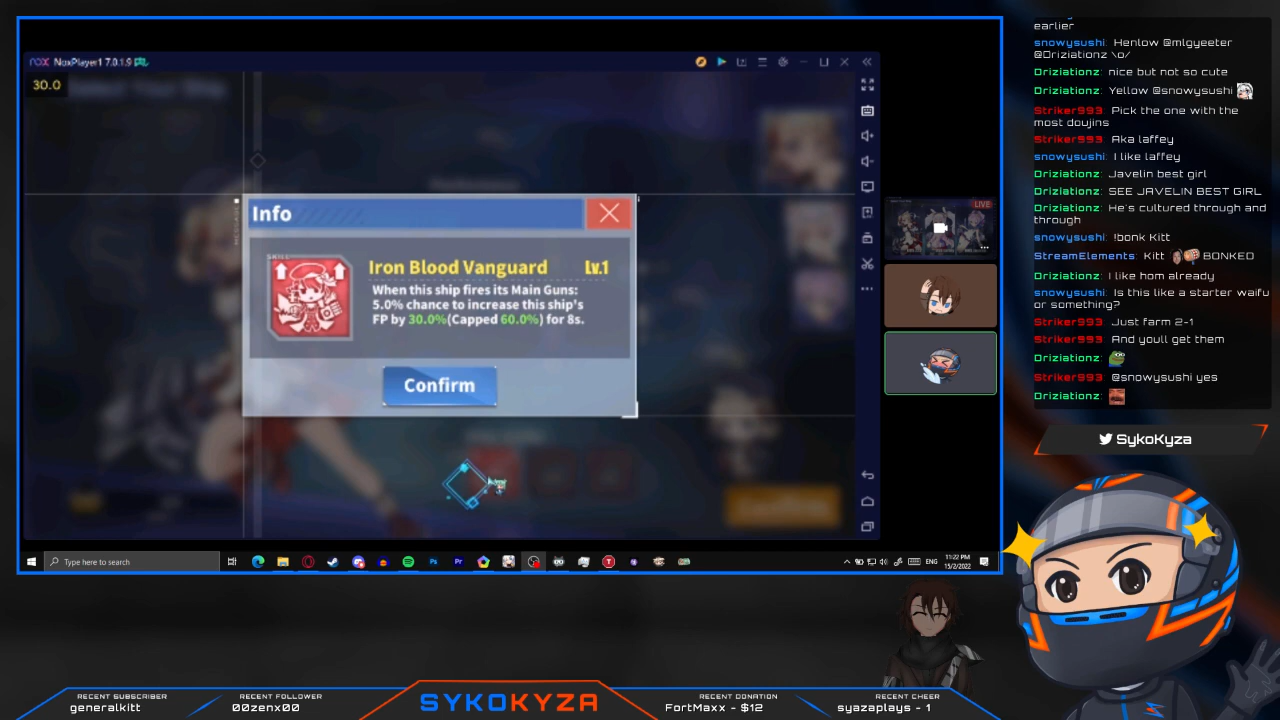 NoxPlayer1 7.0.1.9
30.0
Select Your Ship
Info
SKILL
Iron Blood Vanguard Lv.1
When this ship fires its Main Guns:
5.0% chance to increase this ship's
FP by 30.0%(Capped 60.0%) for 8s.
Confirm
LIVE
Type here to search
ENG
11:22 PM
15/2/2022
earlier
snowysushi: Henlow @mlgyeeter
@Driziationz \o/
Driziationz: nice but not so cute
Driziationz: Yellow @snowysushi
Striker993: Pick the one with the
most doujins
Striker993: Aka laffey
snowysushi: I like laffey
Driziationz: Javelin best girl
Driziationz: SEE JAVELIN BEST GIRL
Driziationz: He's cultured through and
through
snowysushi: !bonk Kitt
StreamElements: Kitt BONKED
Driziationz: I like hom already
snowysushi: Is this like a starter waifu
or something?
Striker993: Just farm 2-1
Striker993: And youll get them
Driziationz:
Striker993: @snowysushi yes
Driziationz:
SykoKyza
RECENT SUBSCRIBER
generalkitt
RECENT FOLLOWER
00zenx00
SYKOKYZA
RECENT DONATION
FortMaxx - $12
RECENT CHEER
syazaplays - 1